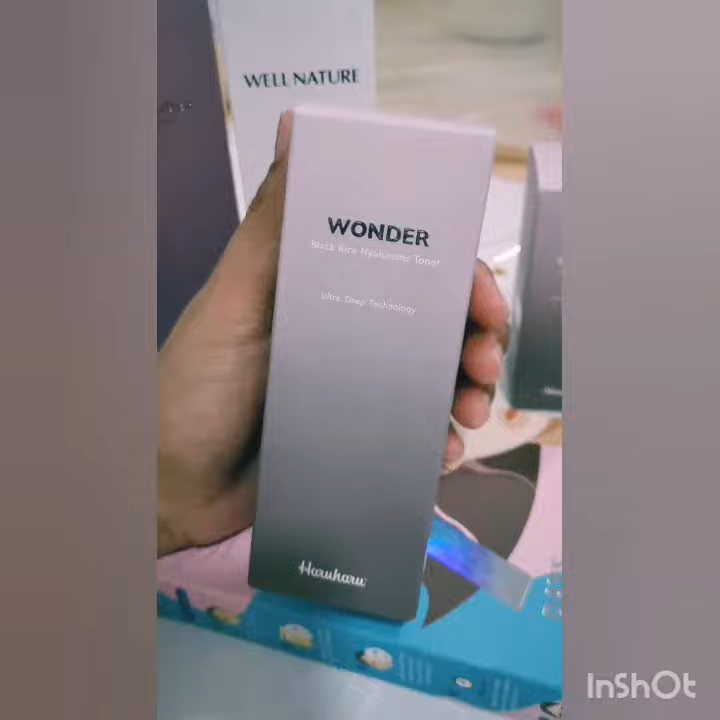 WELL NATURE
WONDER
Black Rice Hyaluronic Toner
Ultra Deep Technology
Haruharu
InShOt